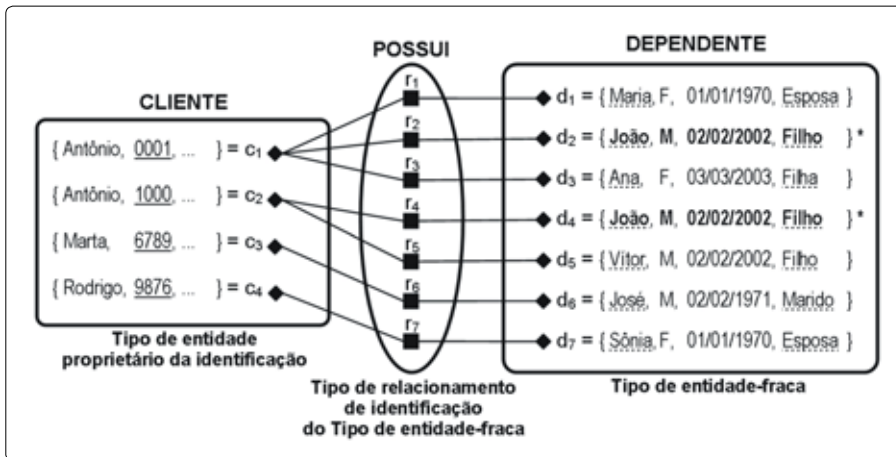 POSSUI
DEPENDENTE
CLIENTE
r1
r2
r3
r4
r5
r6
r7
{ Antônio, 0001, ... } = c1
{ Antônio, 1000, ... } = c2
{ Marta, 6789, ... } = c3
{ Rodrigo, 9876, ... } = c4
d1 = { Maria, F, 01/01/1970, Esposa }
d2 = { João, M, 02/02/2002, Filho } *
d3 = { Ana, F, 03/03/2003, Filha }
d4 = { João, M, 02/02/2002, Filho } *
d5 = { Vítor, M, 02/02/2002, Filho }
d6 = { José, M, 02/02/1971, Marido }
d7 = { Sônia, F, 01/01/1970, Esposa }
Tipo de entidade
proprietário da identificação
Tipo de relacionamento
de identificação
do Tipo de entidade-fraca
Tipo de entidade-fraca